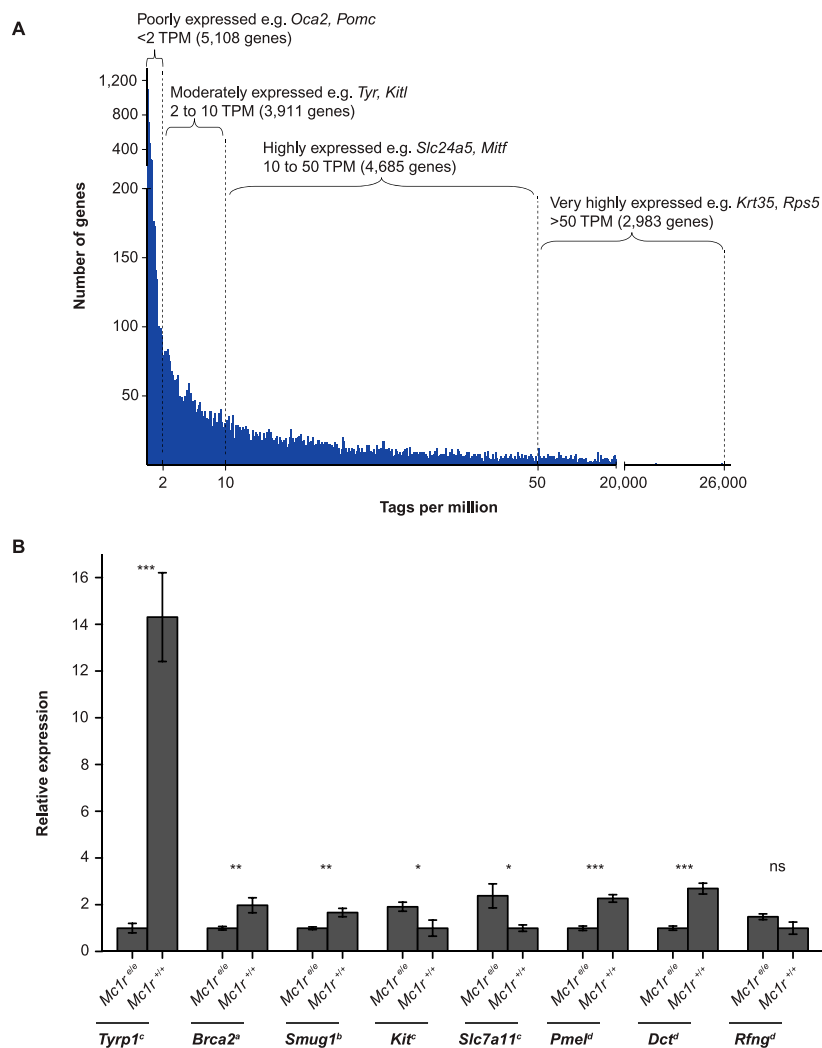 A
Poorly expressed e.g. Oca2, Pomc
<2 TPM (5,108 genes)
Moderately expressed e.g. Tyr, Kitl
2 to 10 TPM (3,911 genes)
Highly expressed e.g. Slc24a5, Mitf
10 to 50 TPM (4,685 genes)
Very highly expressed e.g. Krt35, Rps5
>50 TPM (2,983 genes)
Number of genes
1,200
800
400
200
150
100
50
2 10 50 20,000 26,000
Tags per million
B
Relative expression
16
14
12
10
8
6
4
2
0
*** ** ** * * *** *** ns
Mc1r e/e Mc1r +/+ Mc1r e/e Mc1r +/+ Mc1r e/e Mc1r +/+ Mc1r e/e Mc1r +/+ Mc1r e/e Mc1r +/+ Mc1r e/e Mc1r +/+ Mc1r e/e Mc1r +/+ Mc1r e/e Mc1r +/+
Tyrp1ᶜ Brca2ᵃ Smug1ᵇ Kitᶜ Slc7a11ᶜ Pmelᵈ Dctᵈ Rfngᵈ